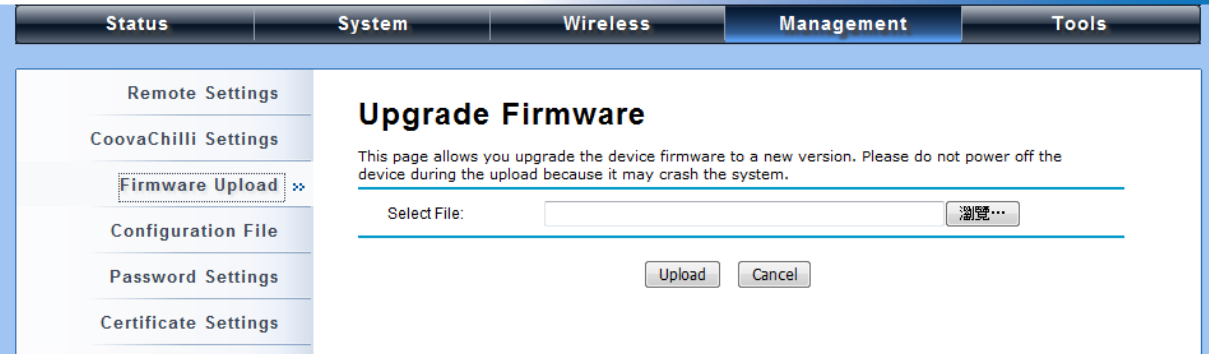 Status System Wireless Management Tools
Remote Settings
CoovaChilli Settings
Firmware Upload »
Configuration File
Password Settings
Certificate Settings
Upgrade Firmware
This page allows you upgrade the device firmware to a new version. Please do not power off the
device during the upload because it may crash the system.
Select File: 瀏覽…
Upload Cancel